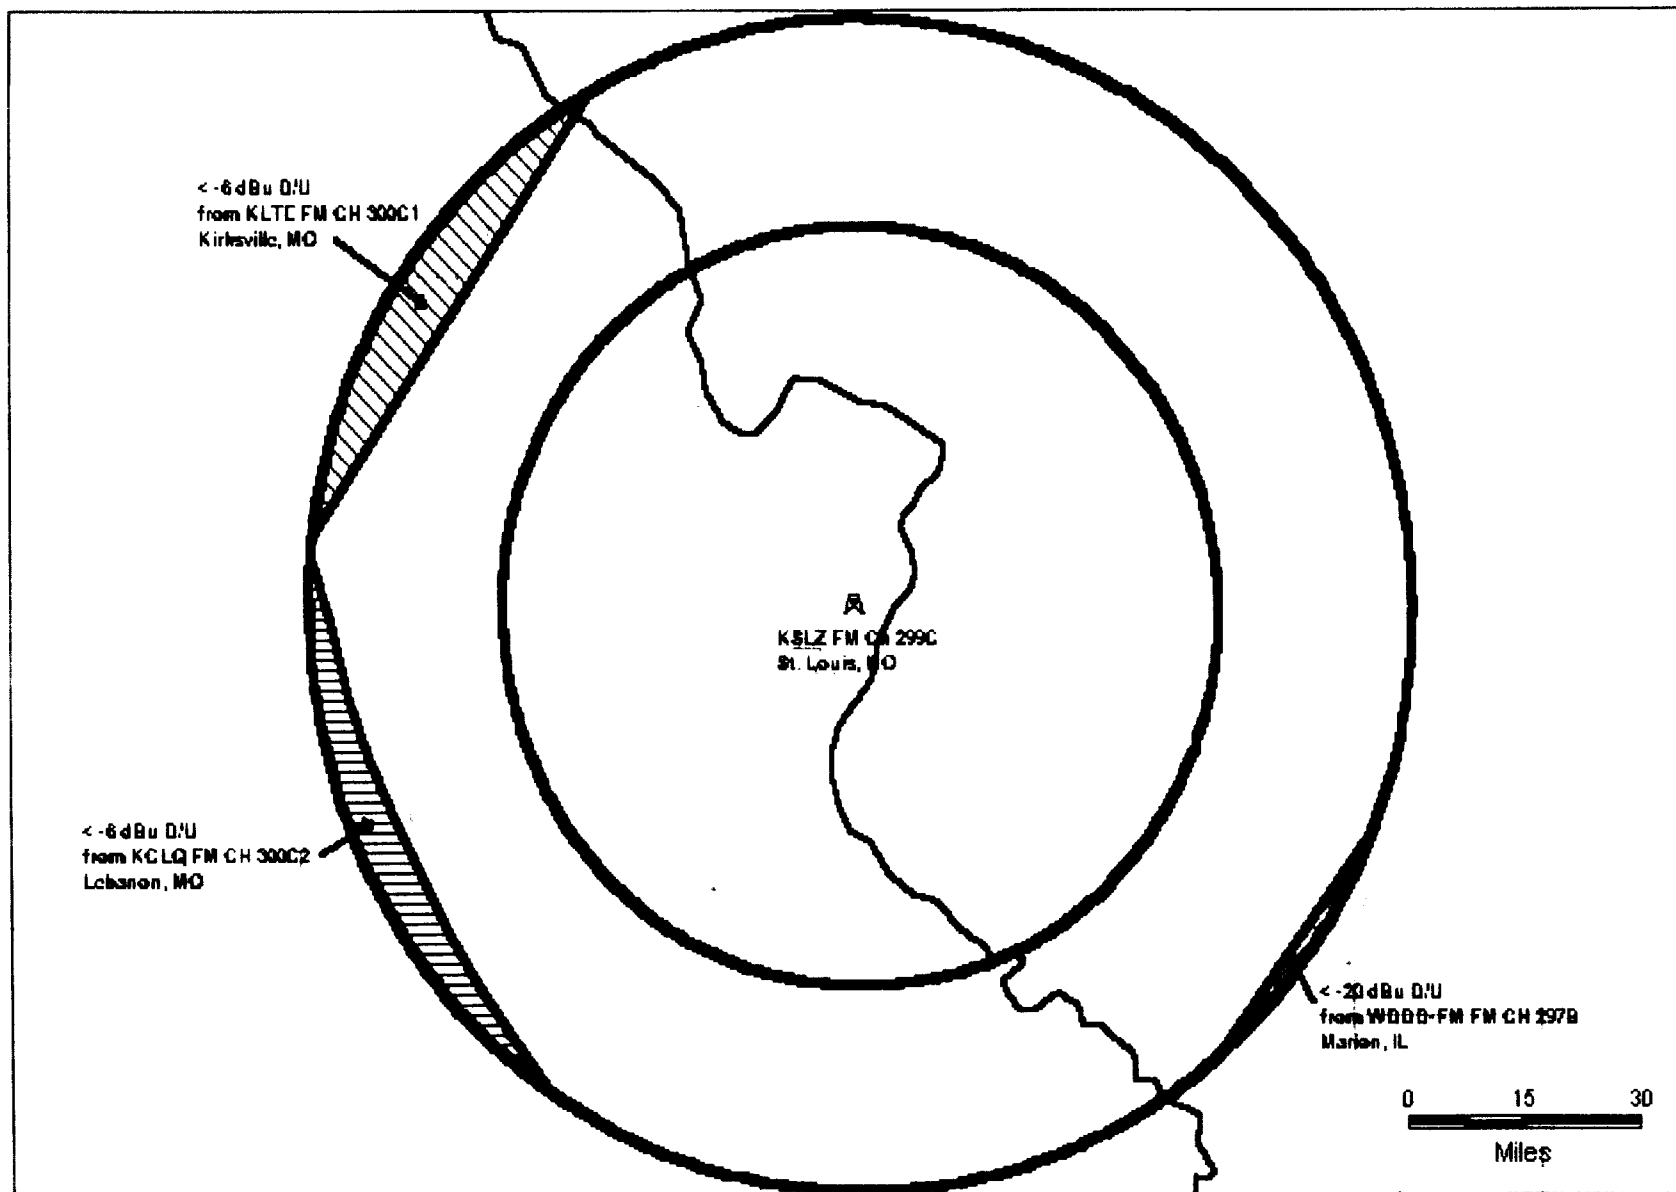 < -6 dBu D/U
from KLTE FM CH 300C1
Kirksville, MO
KSLZ FM CH 299C
St. Louis, MO
< -6 dBu D/U
from KCLQ FM CH 300C2
Lebanon, MO
< -20 dBu D/U
from WDDD-FM FM CH 297B
Marion, IL
0 15 30
Miles